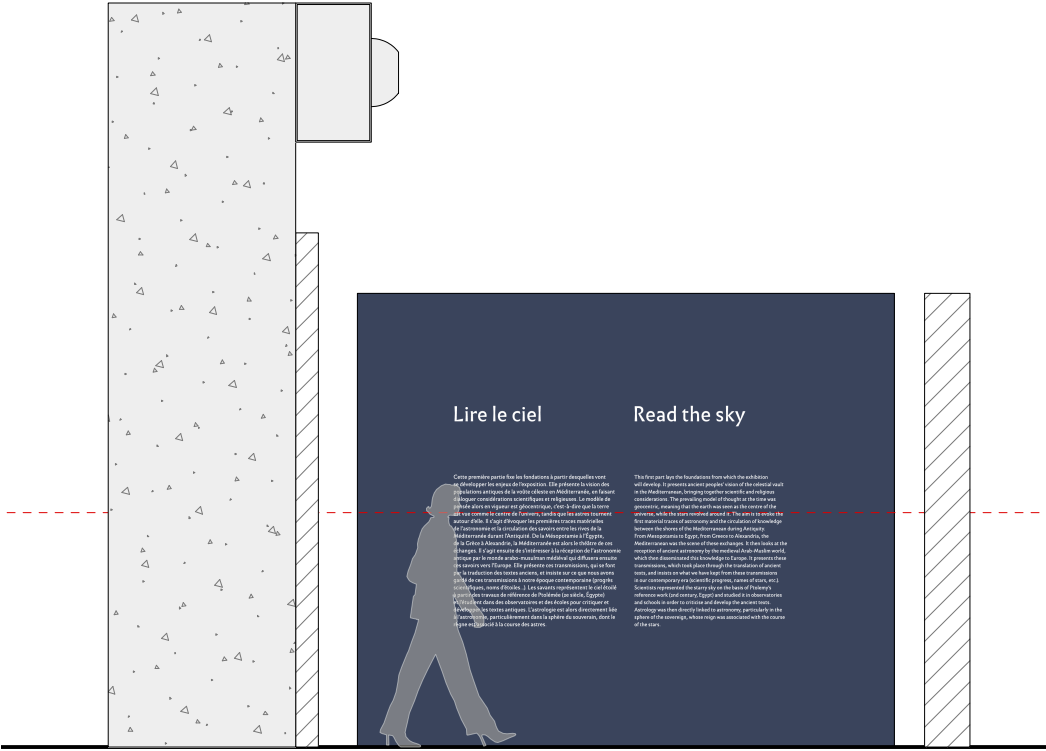 Lire le ciel
Cette première partie fixe les fondations à partir desquelles vont
se développer les enjeux de l'exposition. Elle présente la vision des
populations antiques de la voûte céleste en Méditerranée, en faisant
dialoguer considérations scientifiques et religieuses. Le modèle de
pensée alors en vigueur est géocentrique, c'est-à-dire que la terre
est vue comme le centre de l'univers, tandis que les astres tournent
autour d'elle. Il s'agit d'évoquer les premières traces matérielles
de l'astronomie et la circulation des savoirs entre les rives de la
Méditerranée durant l'Antiquité. De la Mésopotamie à l'Égypte,
de la Grèce à Alexandrie, la Méditerranée est alors le théâtre de ces
échanges. Il s'agit ensuite de s'intéresser à la réception de l'astronomie
antique par le monde arabo-musulman médiéval qui diffusera ensuite
ces savoirs vers l'Europe. Elle présente ces transmissions, qui se font
par la traduction des textes anciens, et insiste sur ce que nous avons
gardé de ces transmissions à notre époque contemporaine (progrès
scientifiques, noms d'étoiles...). Les savants représentent le ciel étoilé
à partir des travaux de référence de Ptolémée (2e siècle, Égypte)
et l'étudient dans des observatoires et des écoles pour critiquer et
développer les textes antiques. L'astrologie est alors directement liée
à l'astronomie, particulièrement dans la sphère du souverain, dont le
règne est associé à la course des astres.
Read the sky
This first part lays the foundations from which the exhibition
will develop. It presents ancient peoples' vision of the celestial vault
in the Mediterranean, bringing together scientific and religious
considerations. The prevailing model of thought at the time was
geocentric, meaning that the earth was seen as the centre of the
universe, while the stars revolved around it. The aim is to evoke the
first material traces of astronomy and the circulation of knowledge
between the shores of the Mediterranean during Antiquity.
From Mesopotamia to Egypt, from Greece to Alexandria, the
Mediterranean was the scene of these exchanges. It then looks at the
reception of ancient astronomy by the medieval Arab-Muslim world,
which then disseminated this knowledge to Europe. It presents these
transmissions, which took place through the translation of ancient
texts, and insists on what we have kept from these transmissions
in our contemporary era (scientific progress, names of stars, etc.).
Scientists represented the starry sky on the basis of Ptolemy's
reference work (2nd century, Egypt) and studied it in observatories
and schools in order to criticise and develop the ancient texts.
Astrology was then directly linked to astronomy, particularly in the
sphere of the sovereign, whose reign was associated with the course
of the stars.